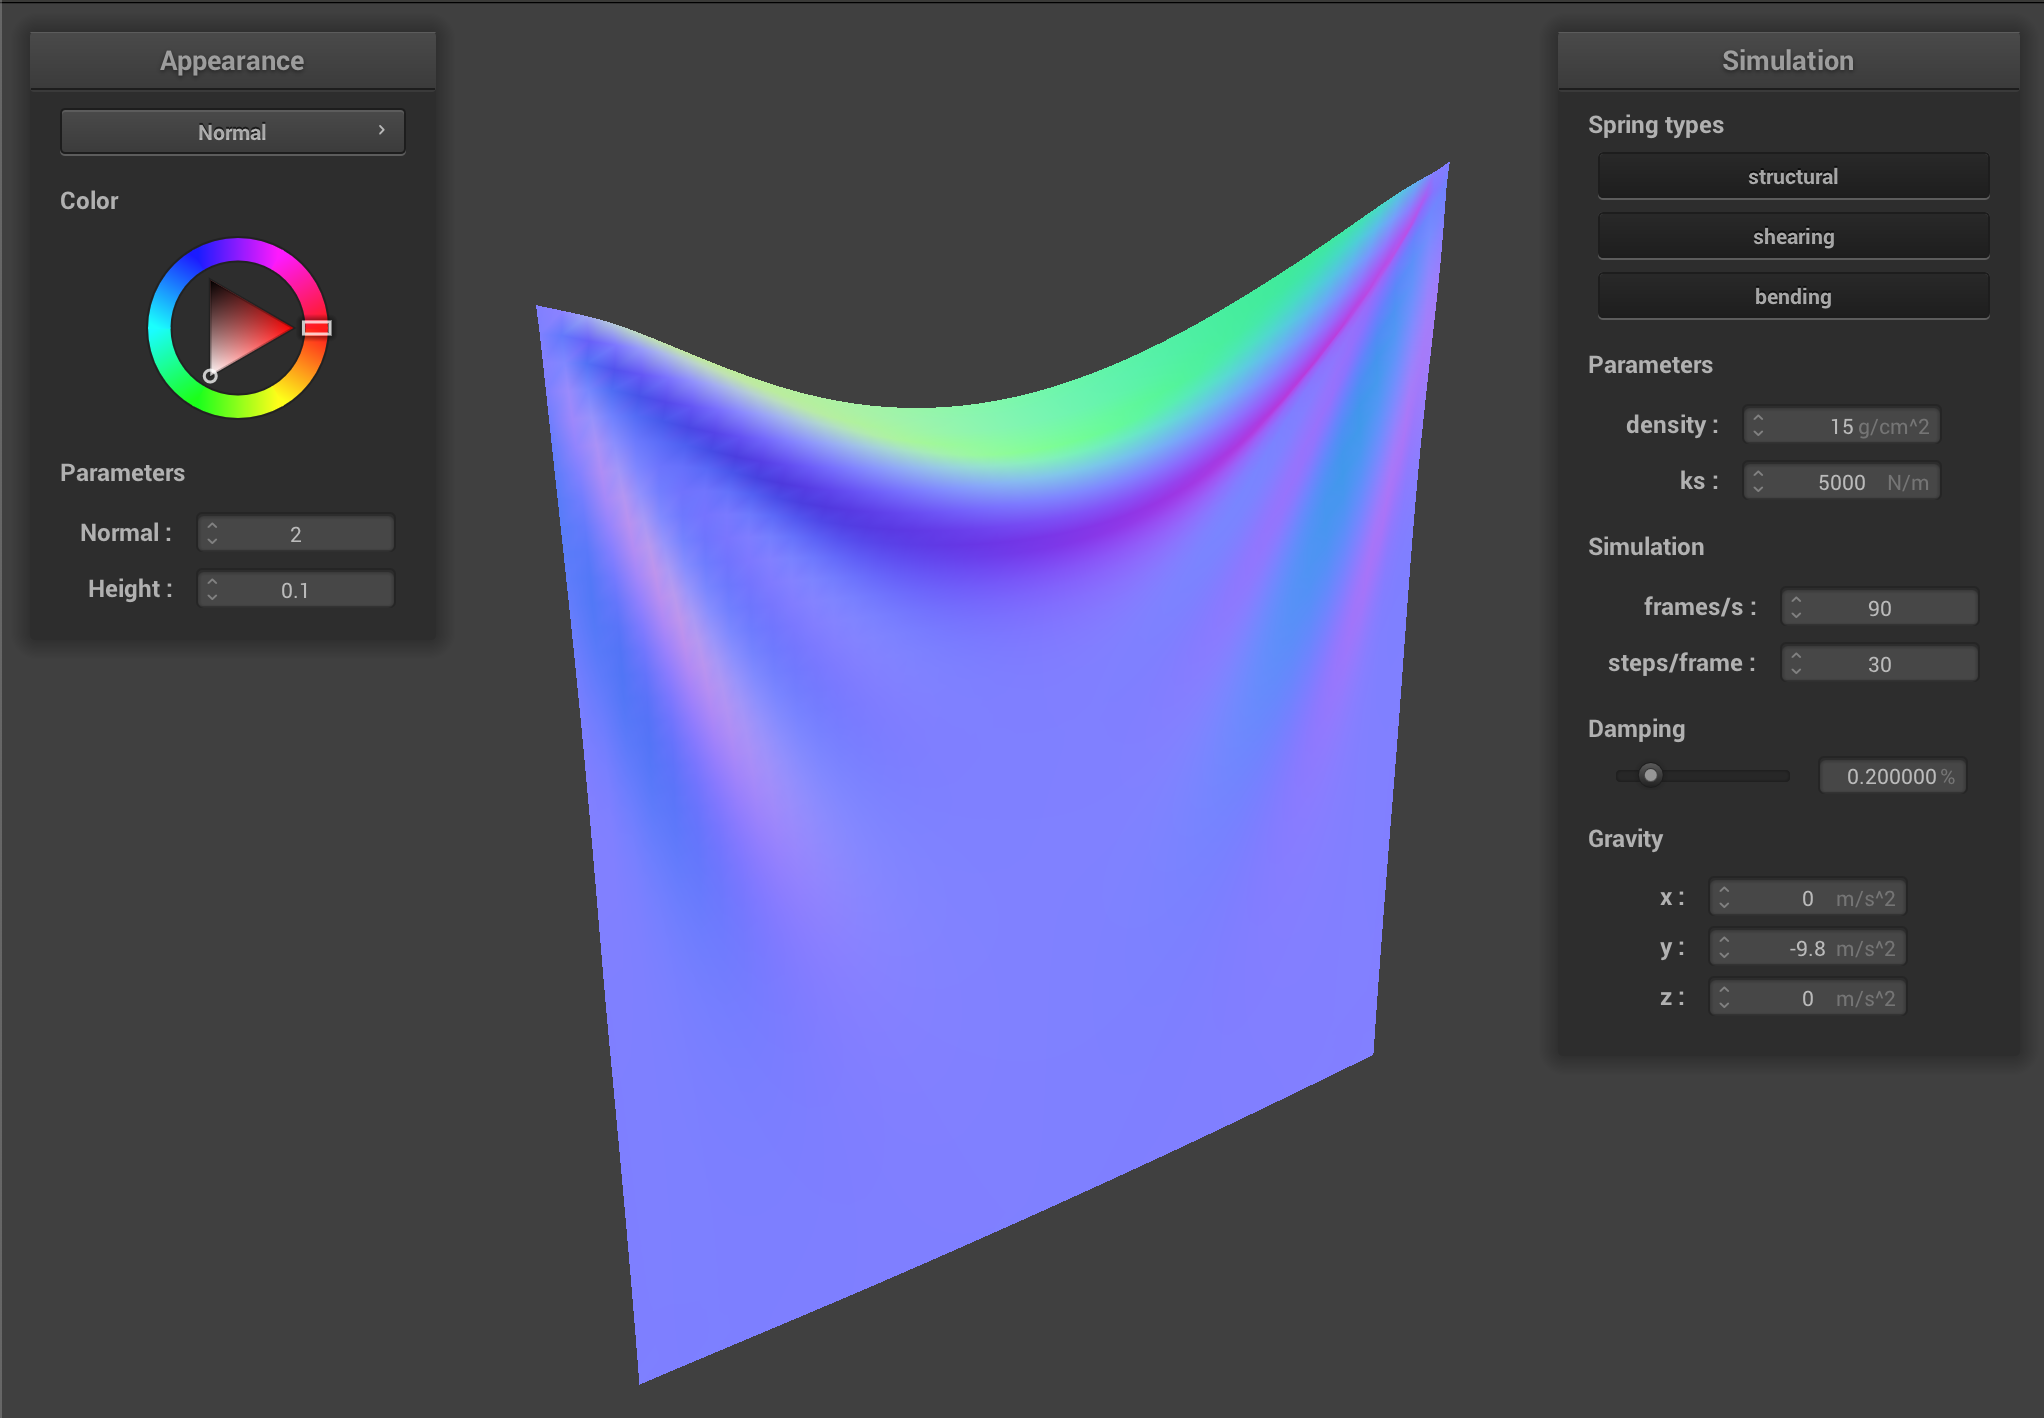 Appearance
Normal
Color
Parameters
Normal : 2
Height : 0.1
Simulation
Spring types
structural
shearing
bending
Parameters
density : 15 g/cm^2
ks : 5000 N/m
Simulation
frames/s : 90
steps/frame : 30
Damping
0.200000 %
Gravity
x : 0 m/s^2
y : -9.8 m/s^2
z : 0 m/s^2